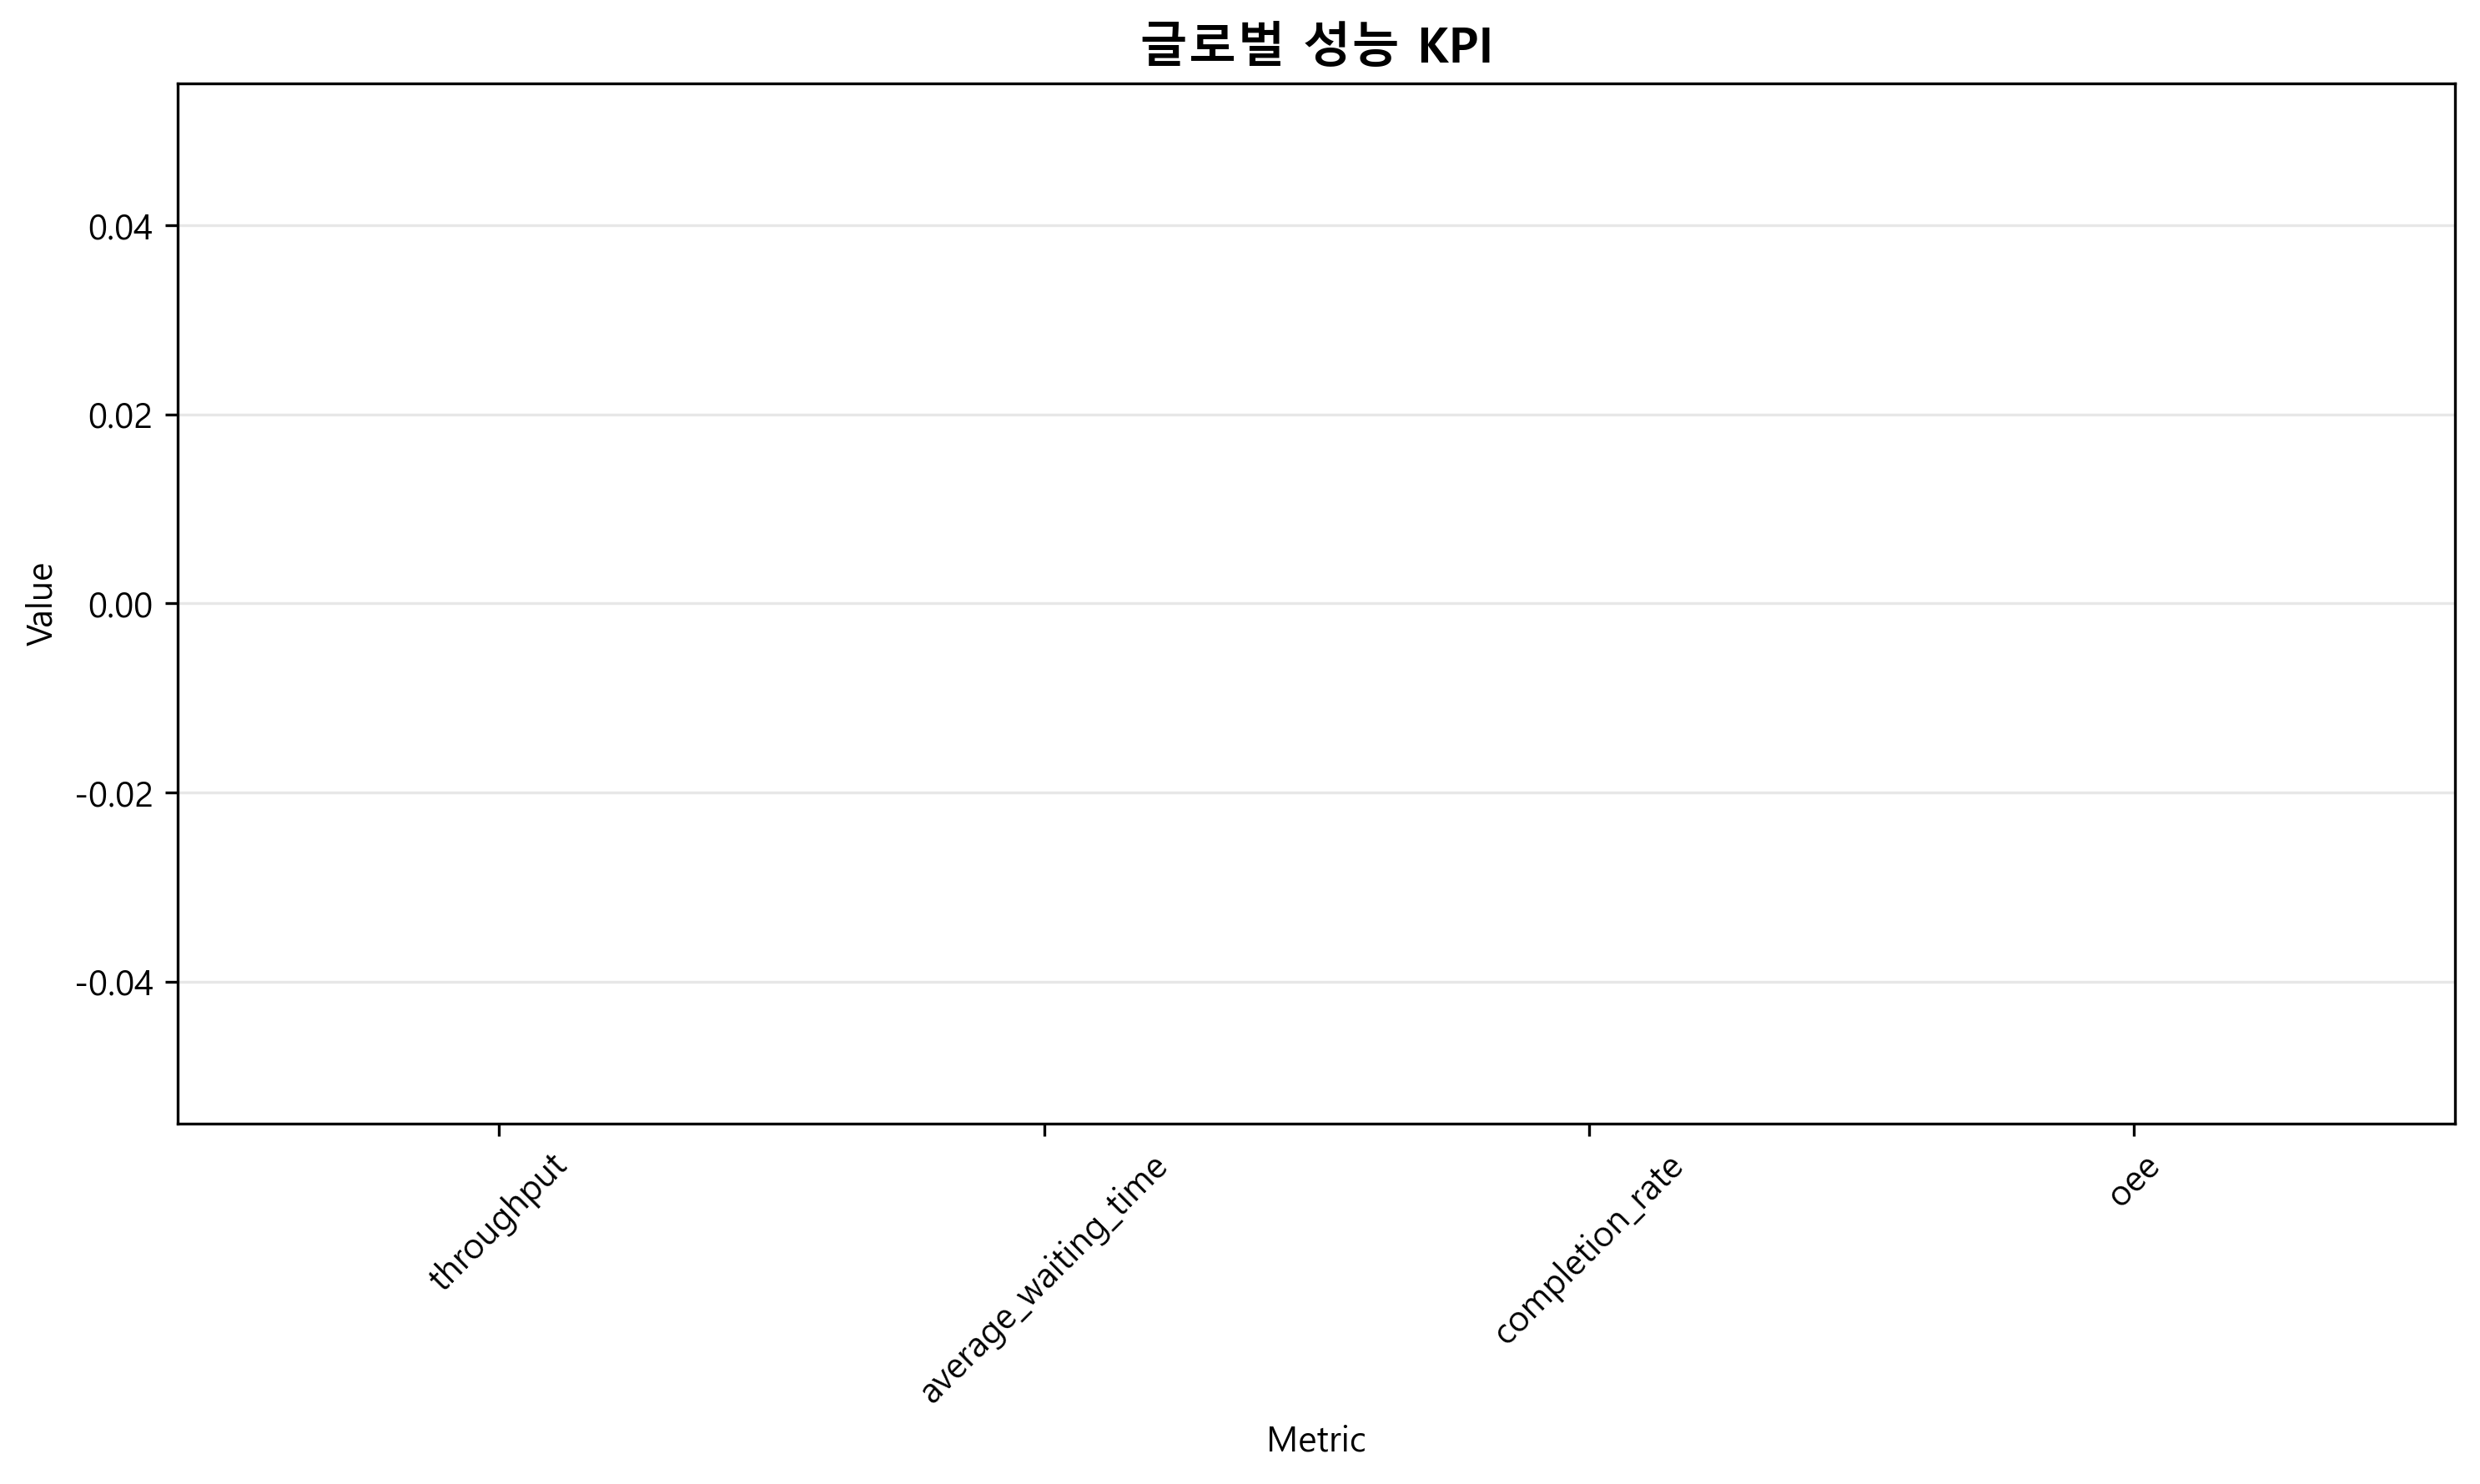 글로벌 성능 KPI
Value
0.04
0.02
0.00
-0.02
-0.04
throughput
average_waiting_time
completion_rate
oee
Metric